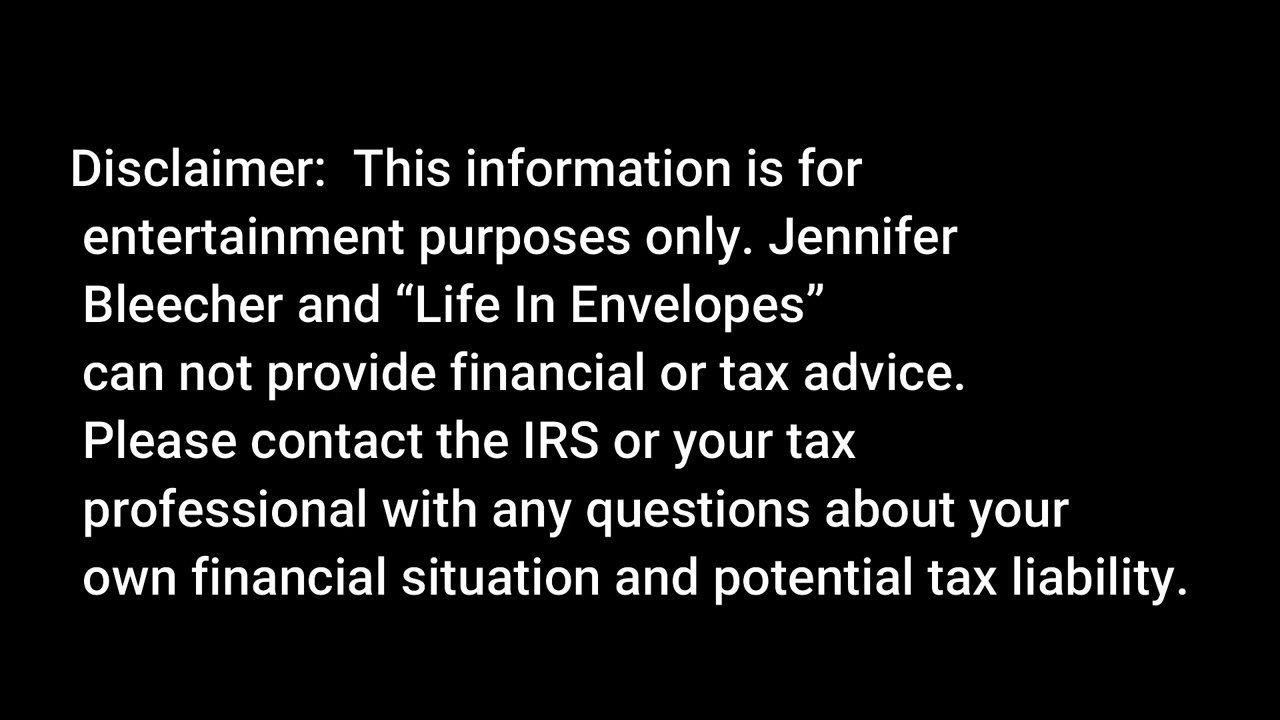 Disclaimer:  This information is for
entertainment purposes only. Jennifer
Bleecher and “Life In Envelopes”
can not provide financial or tax advice.
Please contact the IRS or your tax
professional with any questions about your
own financial situation and potential tax liability.